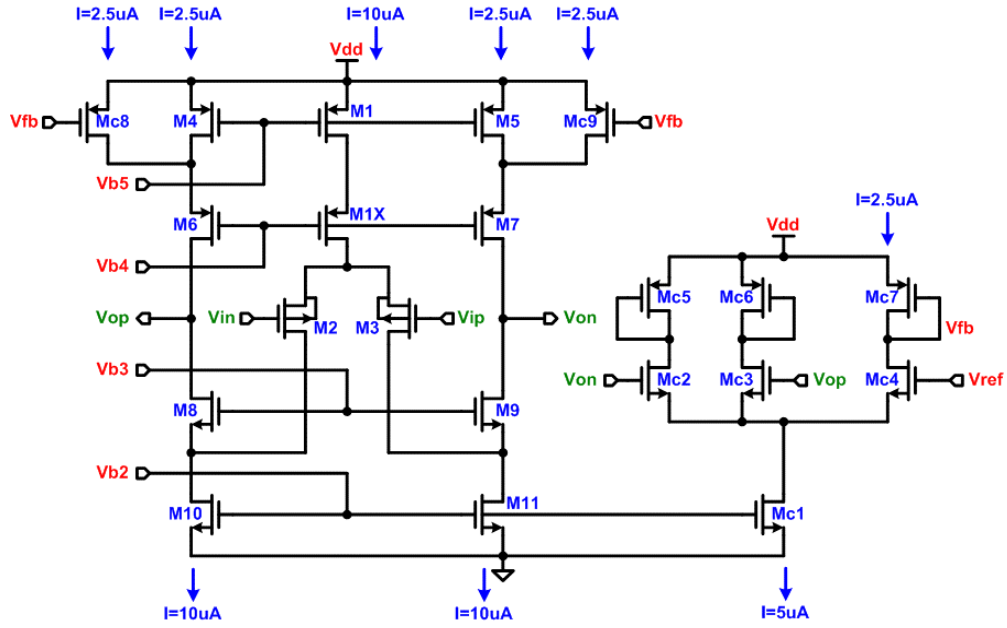 I=2.5uA I=2.5uA I=10uA I=2.5uA I=2.5uA
Vdd
Vfb Mc8 M4 M1 M5 Mc9 Vfb
Vb5
M6 M1X M7 I=2.5uA
Vdd
Vb4
Mc5 Mc6 Mc7
Vop Vin M2 M3 Vip Von Vfb
Vb3 Von Mc2 Mc3 Vop Mc4 Vref
M8 M9
Vb2
M10 M11 Mc1
I=10uA I=10uA I=5uA